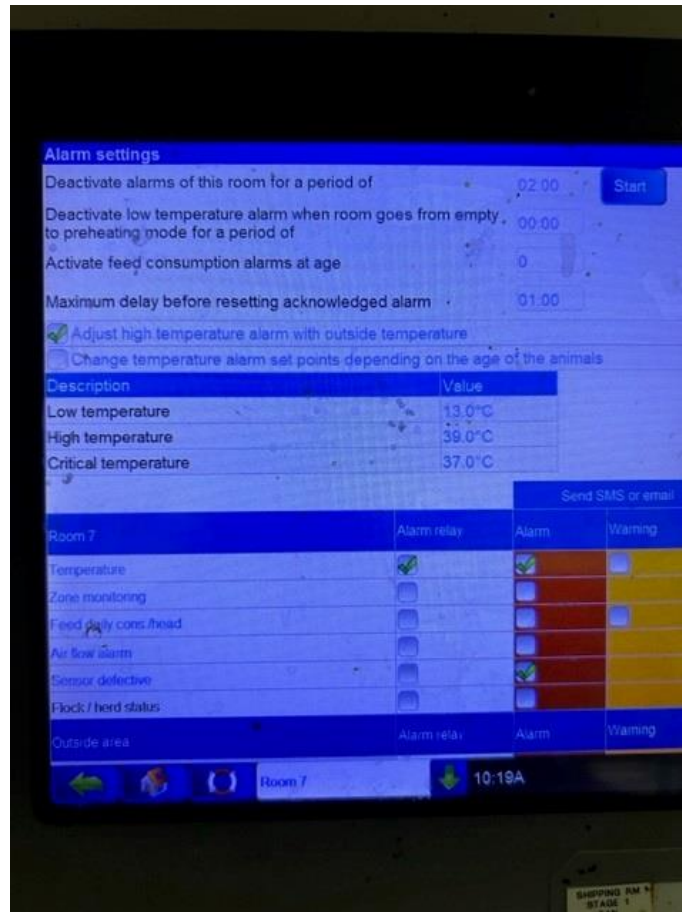 Alarm settings
Deactivate alarms of this room for a period of 02:00 Start
Deactivate low temperature alarm when room goes from empty
to preheating mode for a period of 00:00
Activate feed consumption alarms at age 0
Maximum delay before resetting acknowledged alarm 01:00
Adjust high temperature alarm with outside temperature
Change temperature alarm set points depending on the age of the animals
Description Value
Low temperature 13.0°C
High temperature 39.0°C
Critical temperature 37.0°C
Send SMS or email
Room 7 Alarm relay Alarm Warning
Temperature
Zone monitoring
Feed daily cons./head
Air flow alarm
Sensor defective
Flock / herd status
Outside area Alarm relay Alarm Warning
Room 7 10:19A
SHIPPING RM
STAGE 1